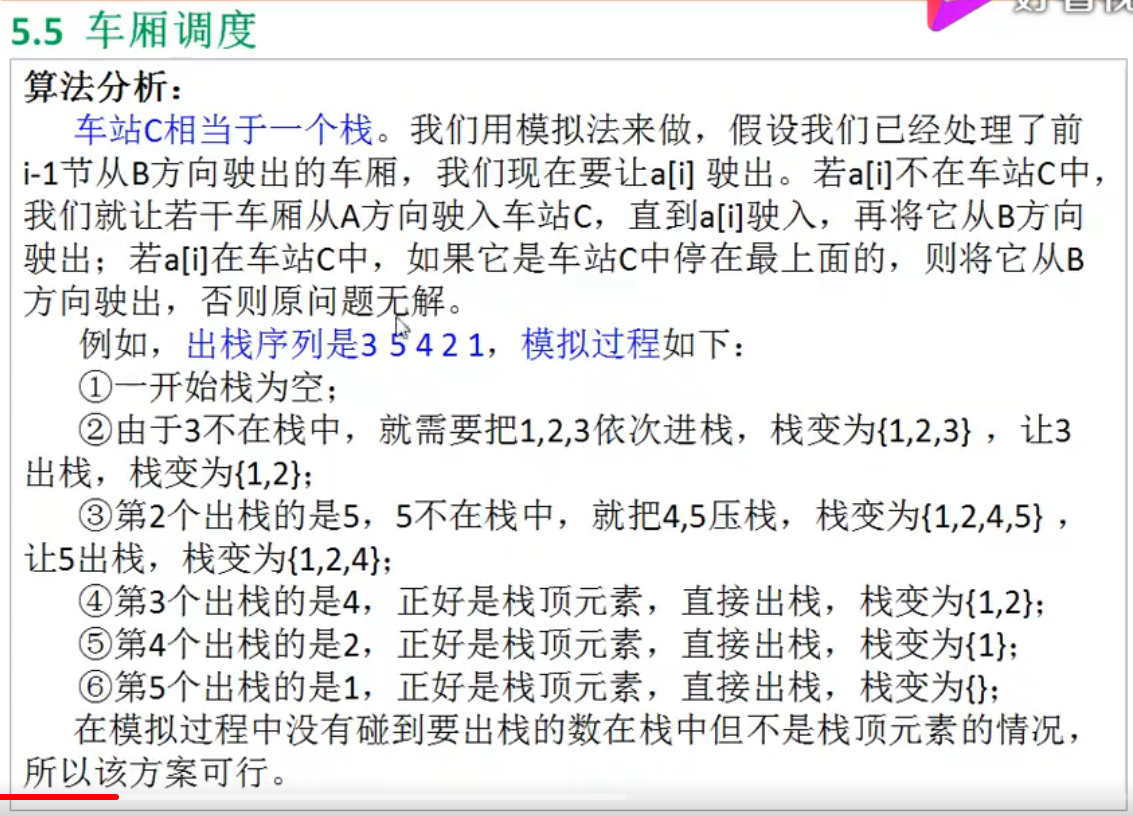 5.5 车厢调度
算法分析：
车站C相当于一个栈。我们用模拟法来做，假设我们已经处理了前
i-1节从B方向驶出的车厢，我们现在要让a[i] 驶出。若a[i]不在车站C中，
我们就让若干车厢从A方向驶入车站C，直到a[i]驶入，再将它从B方向
驶出；若a[i]在车站C中，如果它是车站C中停在最上面的，则将它从B
方向驶出，否则原问题无解。
例如，出栈序列是3 5 4 2 1，模拟过程如下：
①一开始栈为空；
②由于3不在栈中，就需要把1,2,3依次进栈，栈变为{1,2,3} ，让3
出栈，栈变为{1,2}；
③第2个出栈的是5，5不在栈中，就把4,5压栈，栈变为{1,2,4,5} ，
让5出栈，栈变为{1,2,4}；
④第3个出栈的是4，正好是栈顶元素，直接出栈，栈变为{1,2}；
⑤第4个出栈的是2，正好是栈顶元素，直接出栈，栈变为{1}；
⑥第5个出栈的是1，正好是栈顶元素，直接出栈，栈变为{}；
在模拟过程中没有碰到要出栈的数在栈中但不是栈顶元素的情况，
所以该方案可行。